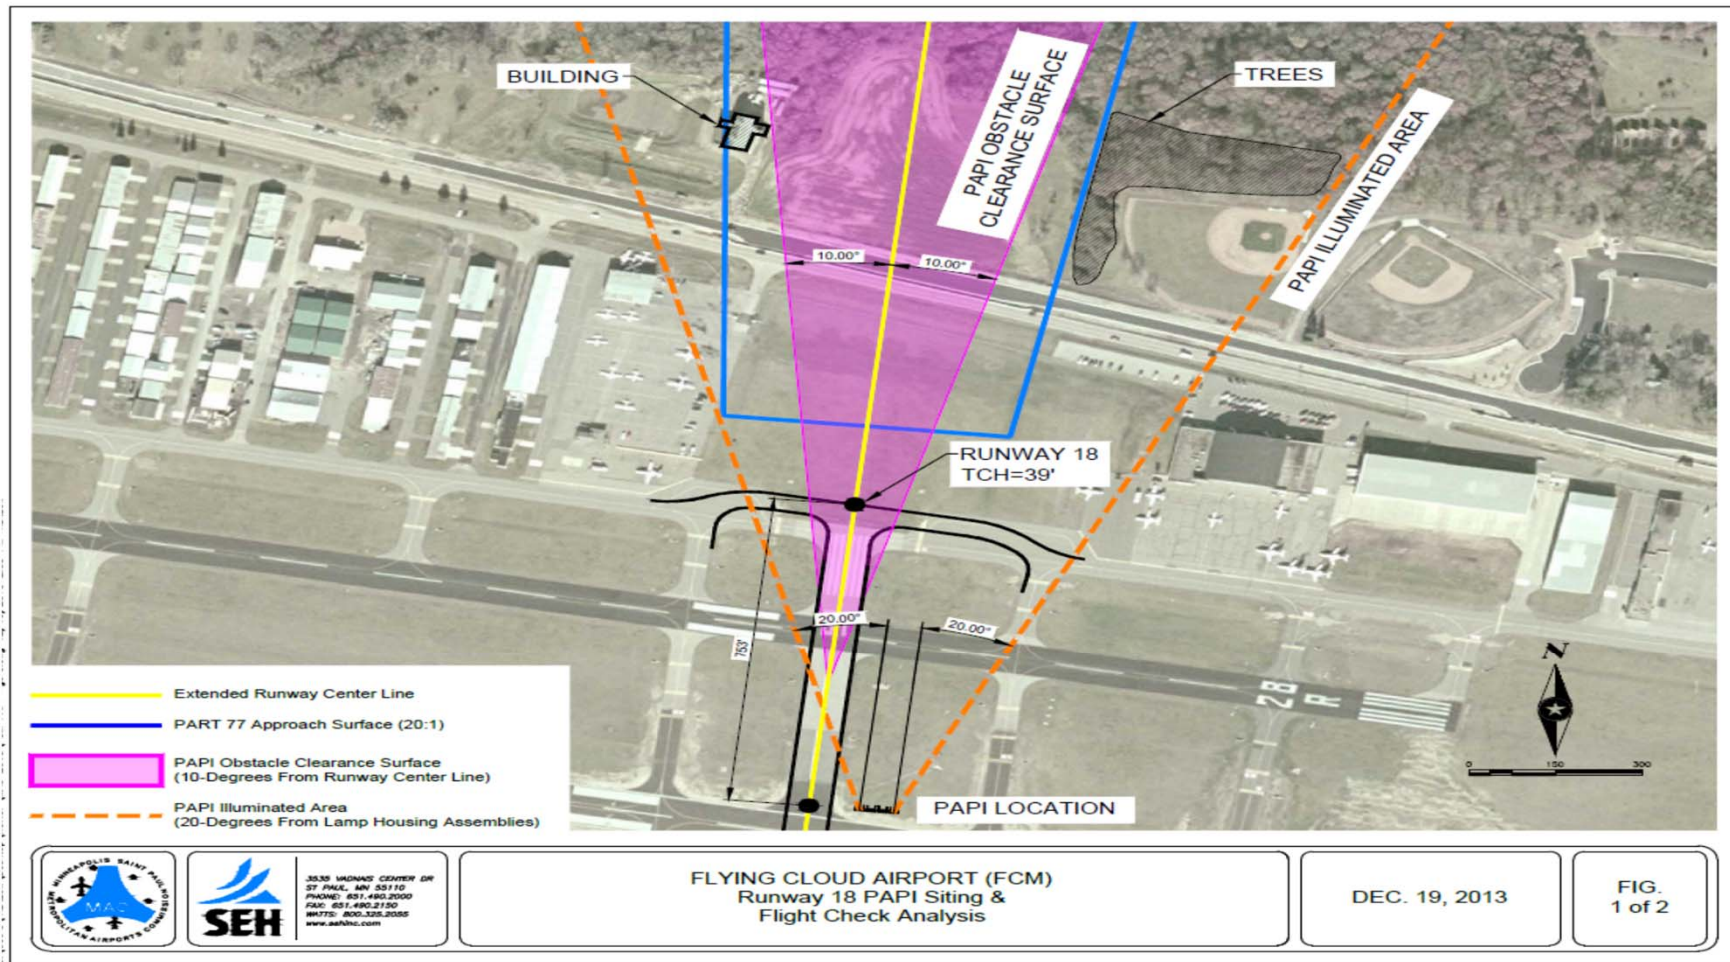 BUILDING
TREES
PAPI OBSTACLE
CLEARANCE SURFACE
PAPI ILLUMINATED AREA
10.00°
10.00°
RUNWAY 18
TCH=39'
20.00°
20.00°
753'
28
R
N
PAPI LOCATION
0 150 300
Extended Runway Center Line
PART 77 Approach Surface (20:1)
PAPI Obstacle Clearance Surface
(10-Degrees From Runway Center Line)
PAPI Illuminated Area
(20-Degrees From Lamp Housing Assemblies)
MINNEAPOLIS SAINT PAUL
METROPOLITAN AIRPORTS COMMISSION
MAC
SEH
3535 VADNAIS CENTER DR
ST PAUL, MN 55110
PHONE: 651.490.2000
FAX: 651.490.2150
WATTS: 800.325.2055
www.sehinc.com
FLYING CLOUD AIRPORT (FCM)
Runway 18 PAPI Siting &
Flight Check Analysis
DEC. 19, 2013
FIG.
1 of 2